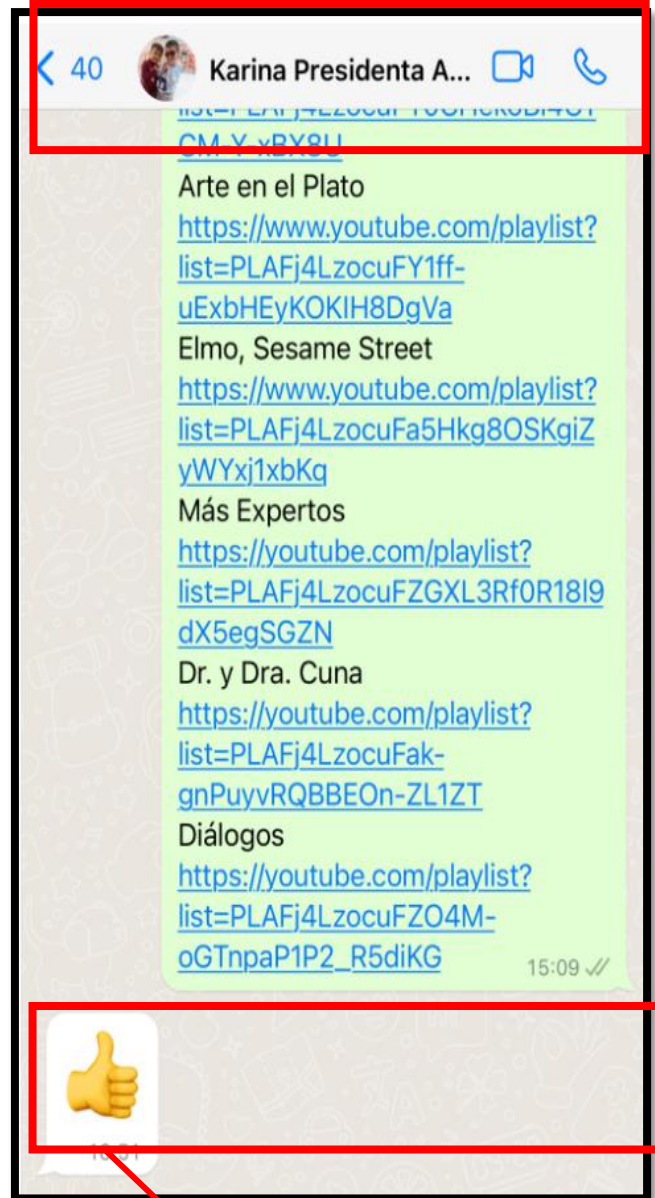 40 Karina Presidenta A...
CM-Y-xBX8U
Arte en el Plato
https://www.youtube.com/playlist?
list=PLAFj4LzocuFY1ff-
uExbHEyKOKIH8DgVa
Elmo, Sesame Street
https://www.youtube.com/playlist?
list=PLAFj4LzocuFa5Hkg8OSKgiZ
yWYxj1xbKq
Más Expertos
https://youtube.com/playlist?
list=PLAFj4LzocuFZGXL3Rf0R18l9
dX5egSGZN
Dr. y Dra. Cuna
https://youtube.com/playlist?
list=PLAFj4LzocuFak-
gnPuyvRQBBEOn-ZL1ZT
Diálogos
https://youtube.com/playlist?
list=PLAFj4LzocuFZO4M-
oGTnpaP1P2_R5diKG
15:09